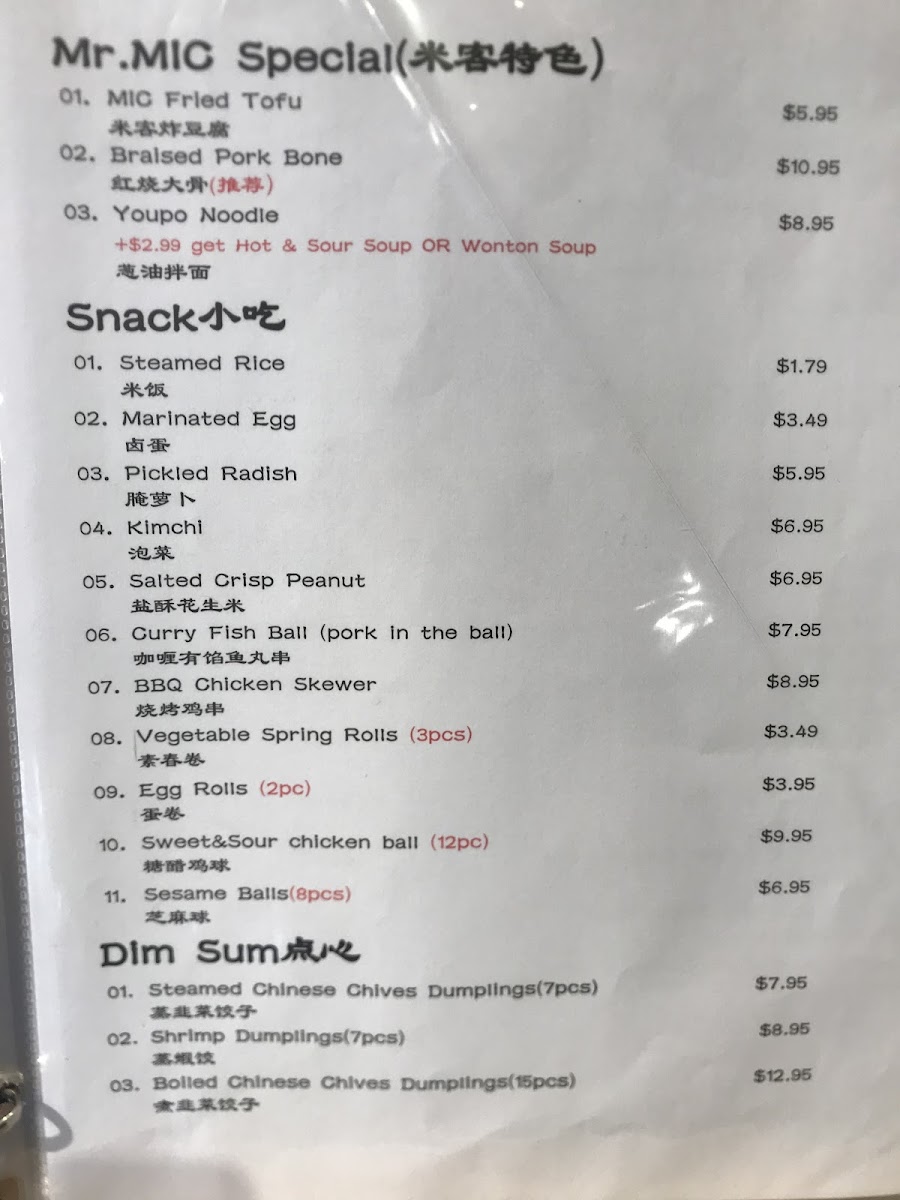 Mr.MIC Special(米客特色)
01. MIC Fried Tofu $5.95
米客炸豆腐
02. Braised Pork Bone $10.95
红烧大骨(推荐)
03. Youpo Noodle $8.95
+$2.99 get Hot & Sour Soup OR Wonton Soup
葱油拌面
Snack小吃
01. Steamed Rice $1.79
米饭
02. Marinated Egg $3.49
卤蛋
03. Pickled Radish $5.95
腌萝卜
04. Kimchi $6.95
泡菜
05. Salted Crisp Peanut $6.95
盐酥花生米
06. Curry Fish Ball (pork in the ball) $7.95
咖喱有馅鱼丸串
07. BBQ Chicken Skewer $8.95
烧烤鸡串
08. Vegetable Spring Rolls (3pcs) $3.49
素春卷
09. Egg Rolls (2pc) $3.95
蛋卷
10. Sweet&Sour chicken ball (12pc) $9.95
糖醋鸡球
11. Sesame Balls(8pcs) $6.95
芝麻球
Dim Sum点心
01. Steamed Chinese Chives Dumplings(7pcs) $7.95
蒸韭菜饺子
02. Shrimp Dumplings(7pcs) $8.95
蒸虾饺
03. Boiled Chinese Chives Dumplings(15pcs) $12.95
煮韭菜饺子